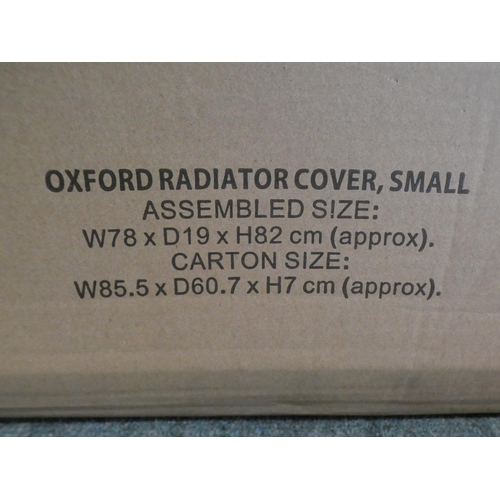 OXFORD RADIATOR COVER, SMALL
ASSEMBLED SIZE:
W78 x D19 x H82 cm (approx).
CARTON SIZE:
W85.5 x D60.7 x H7 cm (approx).